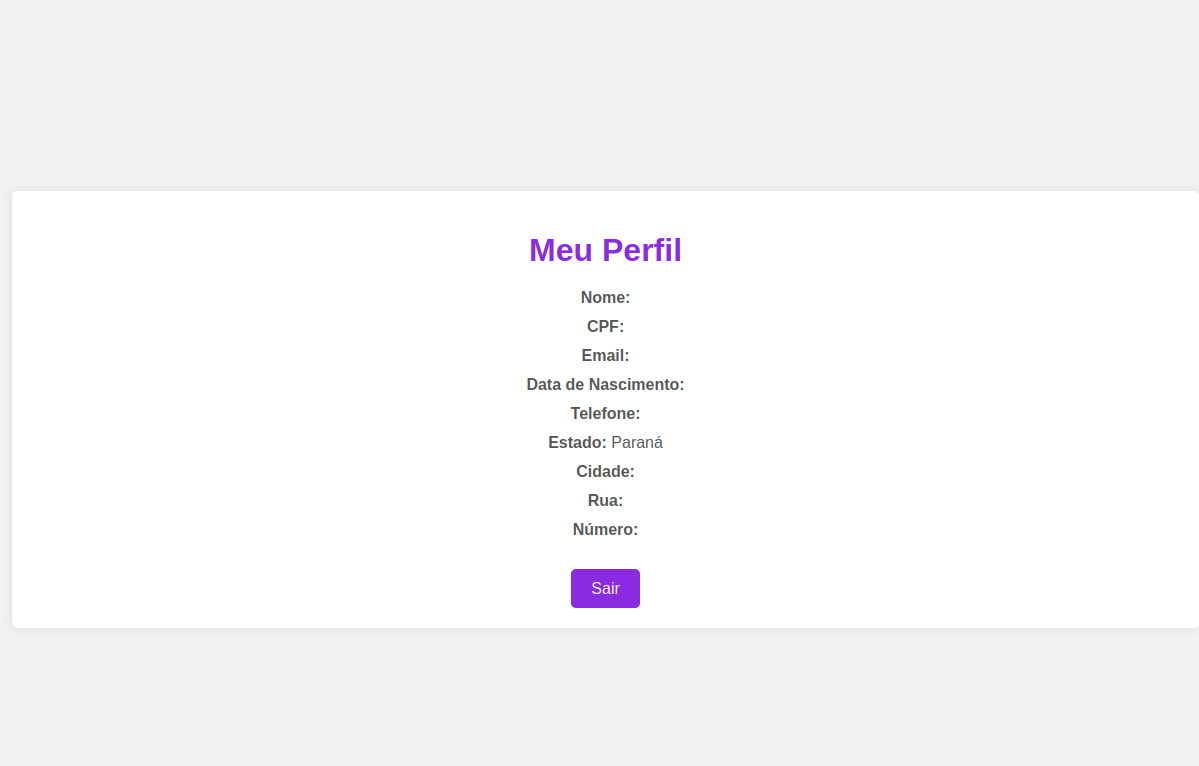 Meu Perfil
Nome:
CPF:
Email:
Data de Nascimento:
Telefone:
Estado: Paraná
Cidade:
Rua:
Número:
Sair